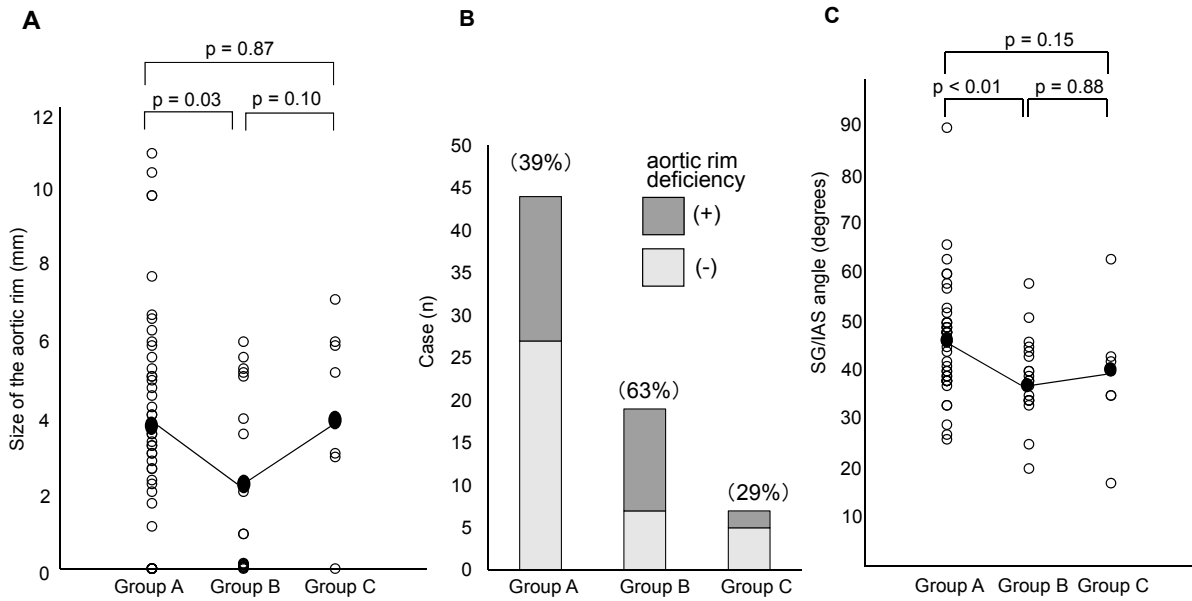 A
p = 0.87
p = 0.03
p = 0.10
12
10
8
6
4
2
0
Size of the aortic rim (mm)
Group A
Group B
Group C
B
50
45
40
35
30
25
20
15
10
5
0
Case (n)
(39%)
(63%)
(29%)
aortic rim
deficiency
(+)
(-)
Group A
Group B
Group C
C
p = 0.15
p < 0.01
p = 0.88
90
80
70
60
50
40
30
20
10
SG/IAS angle (degrees)
Group A
Group B
Group C